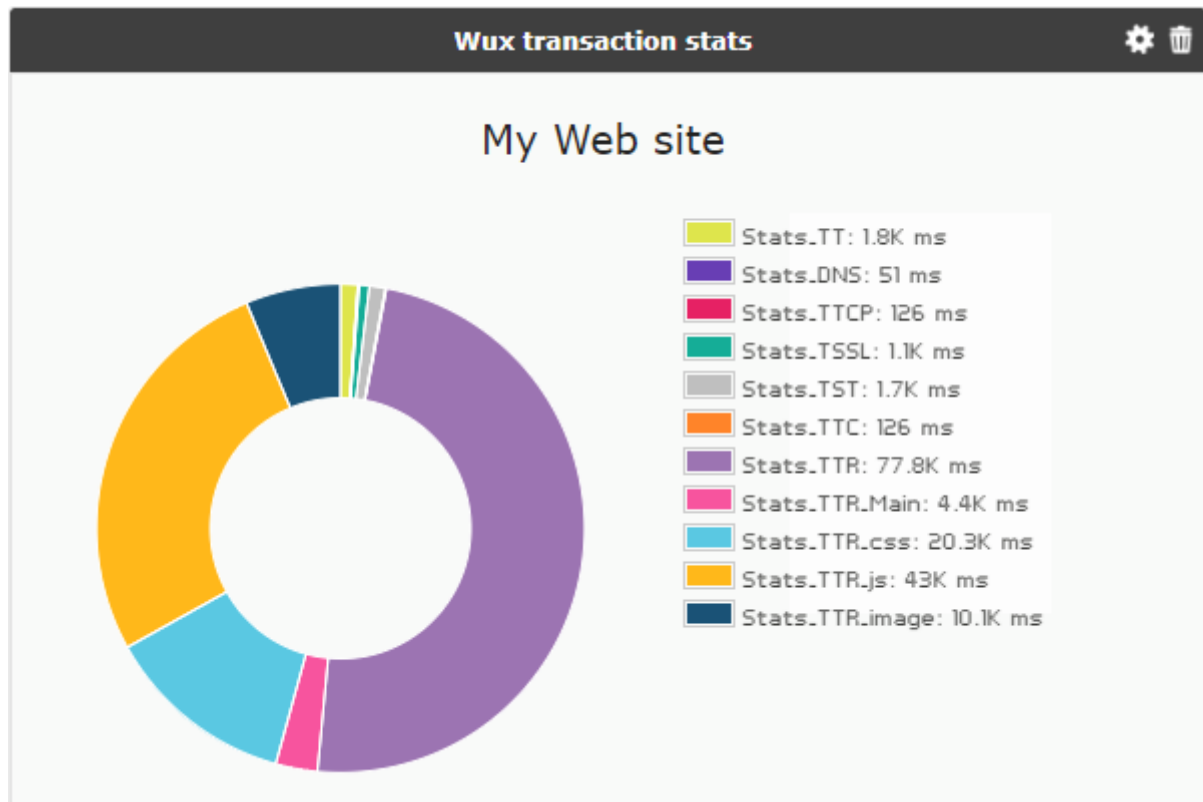 Wux transaction stats
My Web site
Stats_TT: 1.8K ms
Stats_DNS: 51 ms
Stats_TTCP: 126 ms
Stats_TSSL: 1.1K ms
Stats_TST: 1.7K ms
Stats_TTC: 126 ms
Stats_TTR: 77.8K ms
Stats_TTR_Main: 4.4K ms
Stats_TTR_css: 20.3K ms
Stats_TTR_js: 43K ms
Stats_TTR_image: 10.1K ms